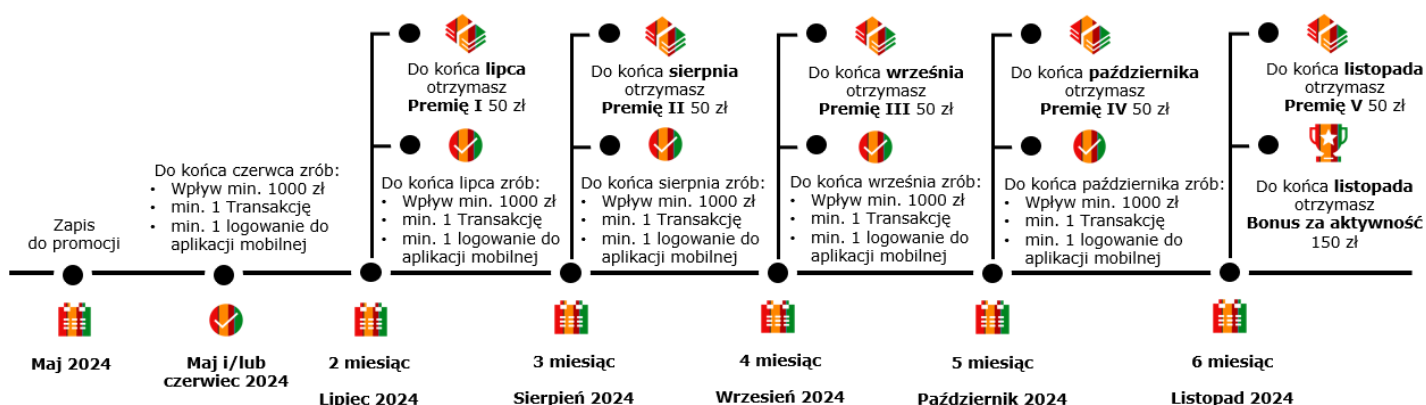 Zapis
do promocji
Maj 2024
Do końca czerwca zrób:
• Wpływ min. 1000 zł
• min. 1 Transakcję
• min. 1 logowanie do
aplikacji mobilnej
Maj i/lub
czerwiec 2024
Do końca lipca
otrzymasz
Premię I 50 zł
Do końca lipca zrób:
• Wpływ min. 1000 zł
• min. 1 Transakcję
• min. 1 logowanie do
aplikacji mobilnej
2 miesiąc
Lipiec 2024
Do końca sierpnia
otrzymasz
Premię II 50 zł
Do końca sierpnia zrób:
• Wpływ min. 1000 zł
• min. 1 Transakcję
• min. 1 logowanie do
aplikacji mobilnej
3 miesiąc
Sierpień 2024
Do końca września
otrzymasz
Premię III 50 zł
Do końca września zrób:
• Wpływ min. 1000 zł
• min. 1 Transakcję
• min. 1 logowanie do
aplikacji mobilnej
4 miesiąc
Wrzesień 2024
Do końca października
otrzymasz
Premię IV 50 zł
Do końca października zrób:
• Wpływ min. 1000 zł
• min. 1 Transakcję
• min. 1 logowanie do
aplikacji mobilnej
5 miesiąc
Październik 2024
Do końca listopada
otrzymasz
Premię V 50 zł
Do końca listopada
otrzymasz
Bonus za aktywność
150 zł
6 miesiąc
Listopad 2024